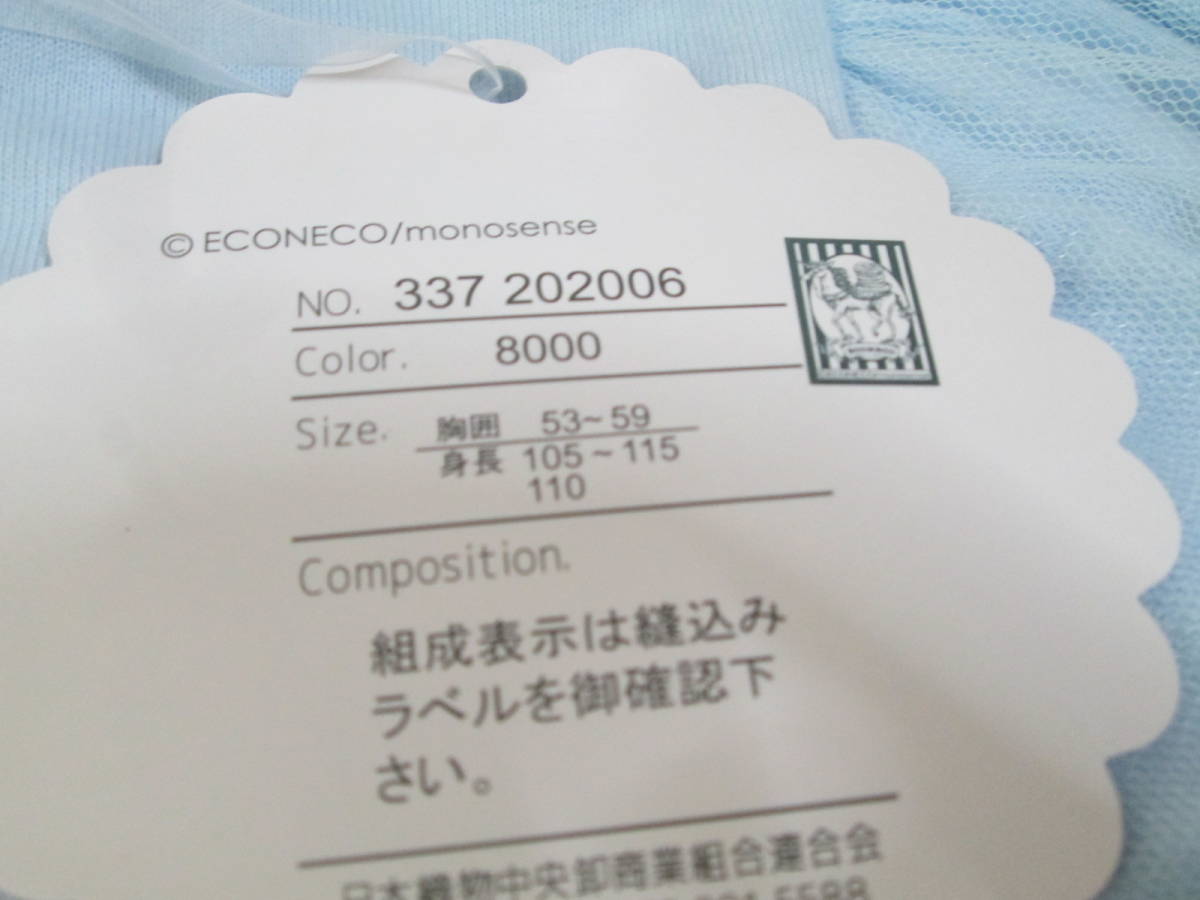 © ECONECO/monosense
NO. 337 202006
Color. 8000
Size. 胸囲 53~59
身長 105~115
110
Composition.
組成表示は縫込み
ラベルを御確認下
さい。
日本織物中央卸商業組合連合会
5588